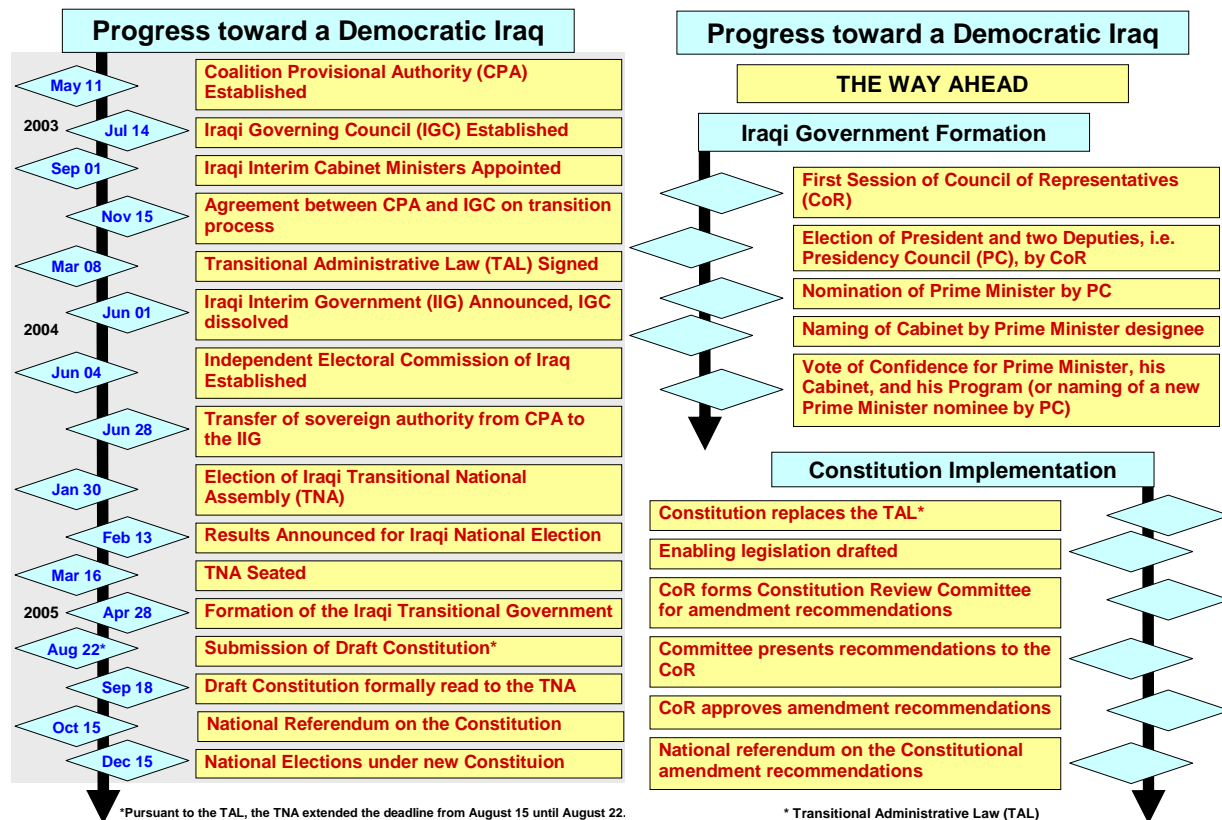 Progress toward a Democratic Iraq
May 11
Coalition Provisional Authority (CPA)
Established
2003
Jul 14
Iraqi Governing Council (IGC) Established
Sep 01
Iraqi Interim Cabinet Ministers Appointed
Nov 15
Agreement between CPA and IGC on transition
process
Mar 08
Transitional Administrative Law (TAL) Signed
Jun 01
Iraqi Interim Government (IIG) Announced, IGC
dissolved
2004
Jun 04
Independent Electoral Commission of Iraq
Established
Jun 28
Transfer of sovereign authority from CPA to
the IIG
Jan 30
Election of Iraqi Transitional National
Assembly (TNA)
Feb 13
Results Announced for Iraqi National Election
Mar 16
TNA Seated
2005
Apr 28
Formation of the Iraqi Transitional Government
Aug 22*
Submission of Draft Constitution*
Sep 18
Draft Constitution formally read to the TNA
Oct 15
National Referendum on the Constitution
Dec 15
National Elections under new Constituion
*Pursuant to the TAL, the TNA extended the deadline from August 15 until August 22.
Progress toward a Democratic Iraq
THE WAY AHEAD
Iraqi Government Formation
First Session of Council of Representatives
(CoR)
Election of President and two Deputies, i.e.
Presidency Council (PC), by CoR
Nomination of Prime Minister by PC
Naming of Cabinet by Prime Minister designee
Vote of Confidence for Prime Minister, his
Cabinet, and his Program (or naming of a new
Prime Minister nominee by PC)
Constitution Implementation
Constitution replaces the TAL*
Enabling legislation drafted
CoR forms Constitution Review Committee
for amendment recommendations
Committee presents recommendations to the
CoR
CoR approves amendment recommendations
National referendum on the Constitutional
amendment recommendations
* Transitional Administrative Law (TAL)